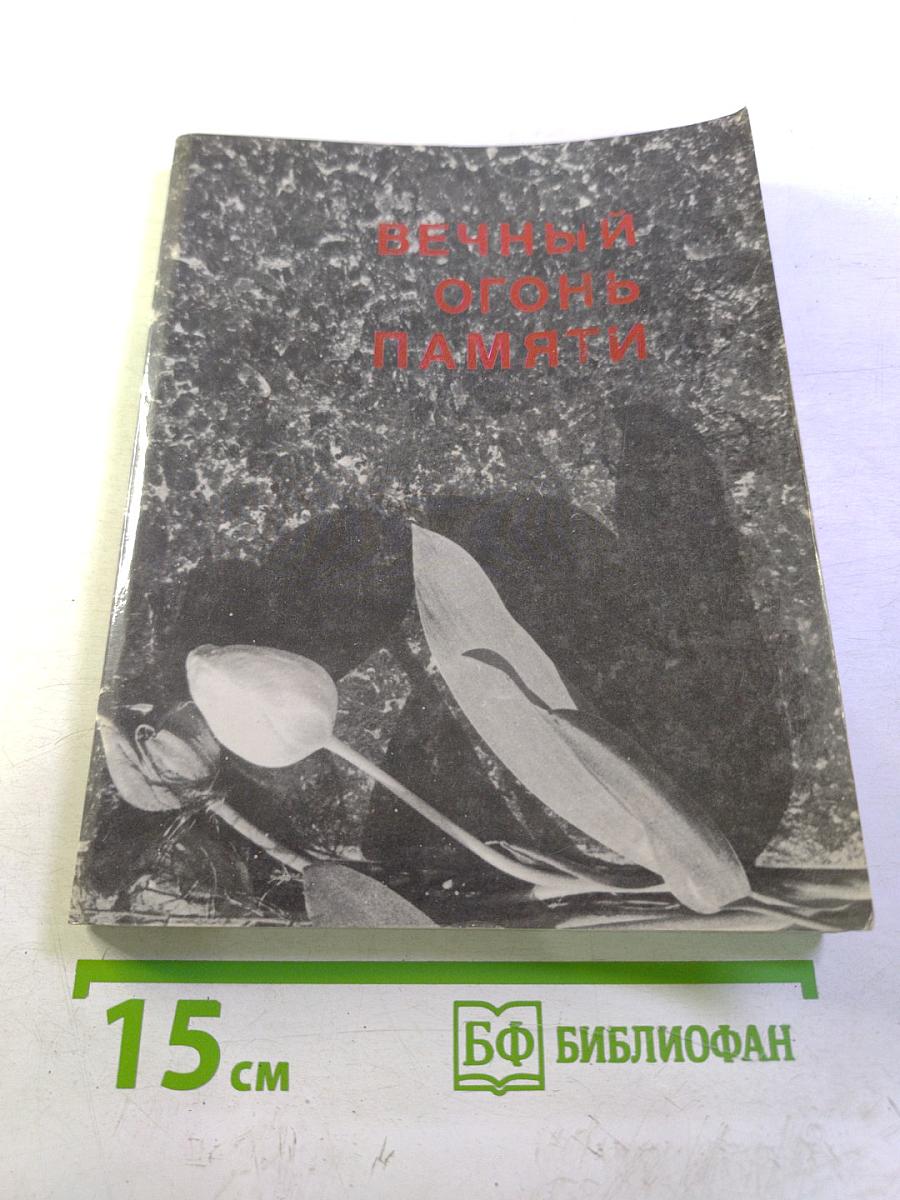 ВЕЧНЫЙ
ОГОНЬ
ПАМЯТИ
15 см
БФ БИБЛИОФАН